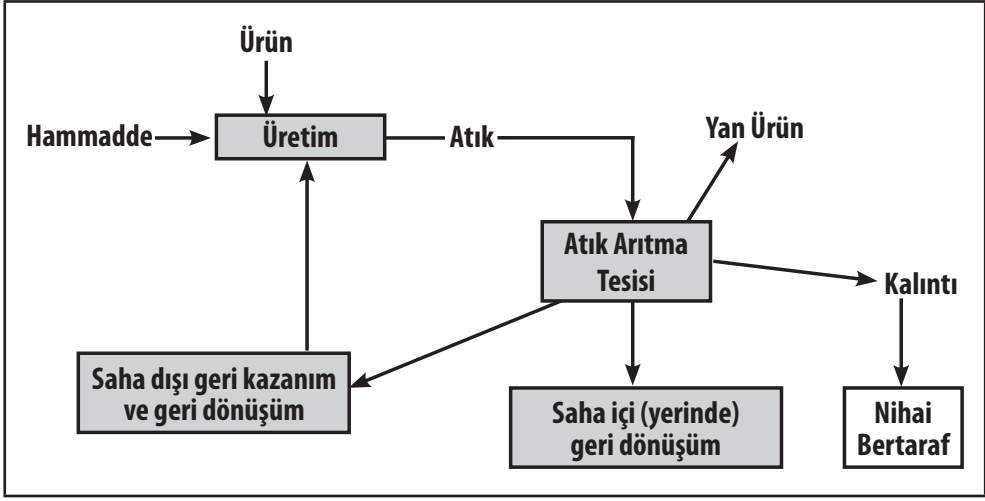 Ürün
Hammadde
Üretim
Atık
Yan Ürün
Atık Arıtma
Tesisi
Kalıntı
Saha dışı geri kazanım
ve geri dönüşüm
Saha içi (yerinde)
geri dönüşüm
Nihai
Bertaraf